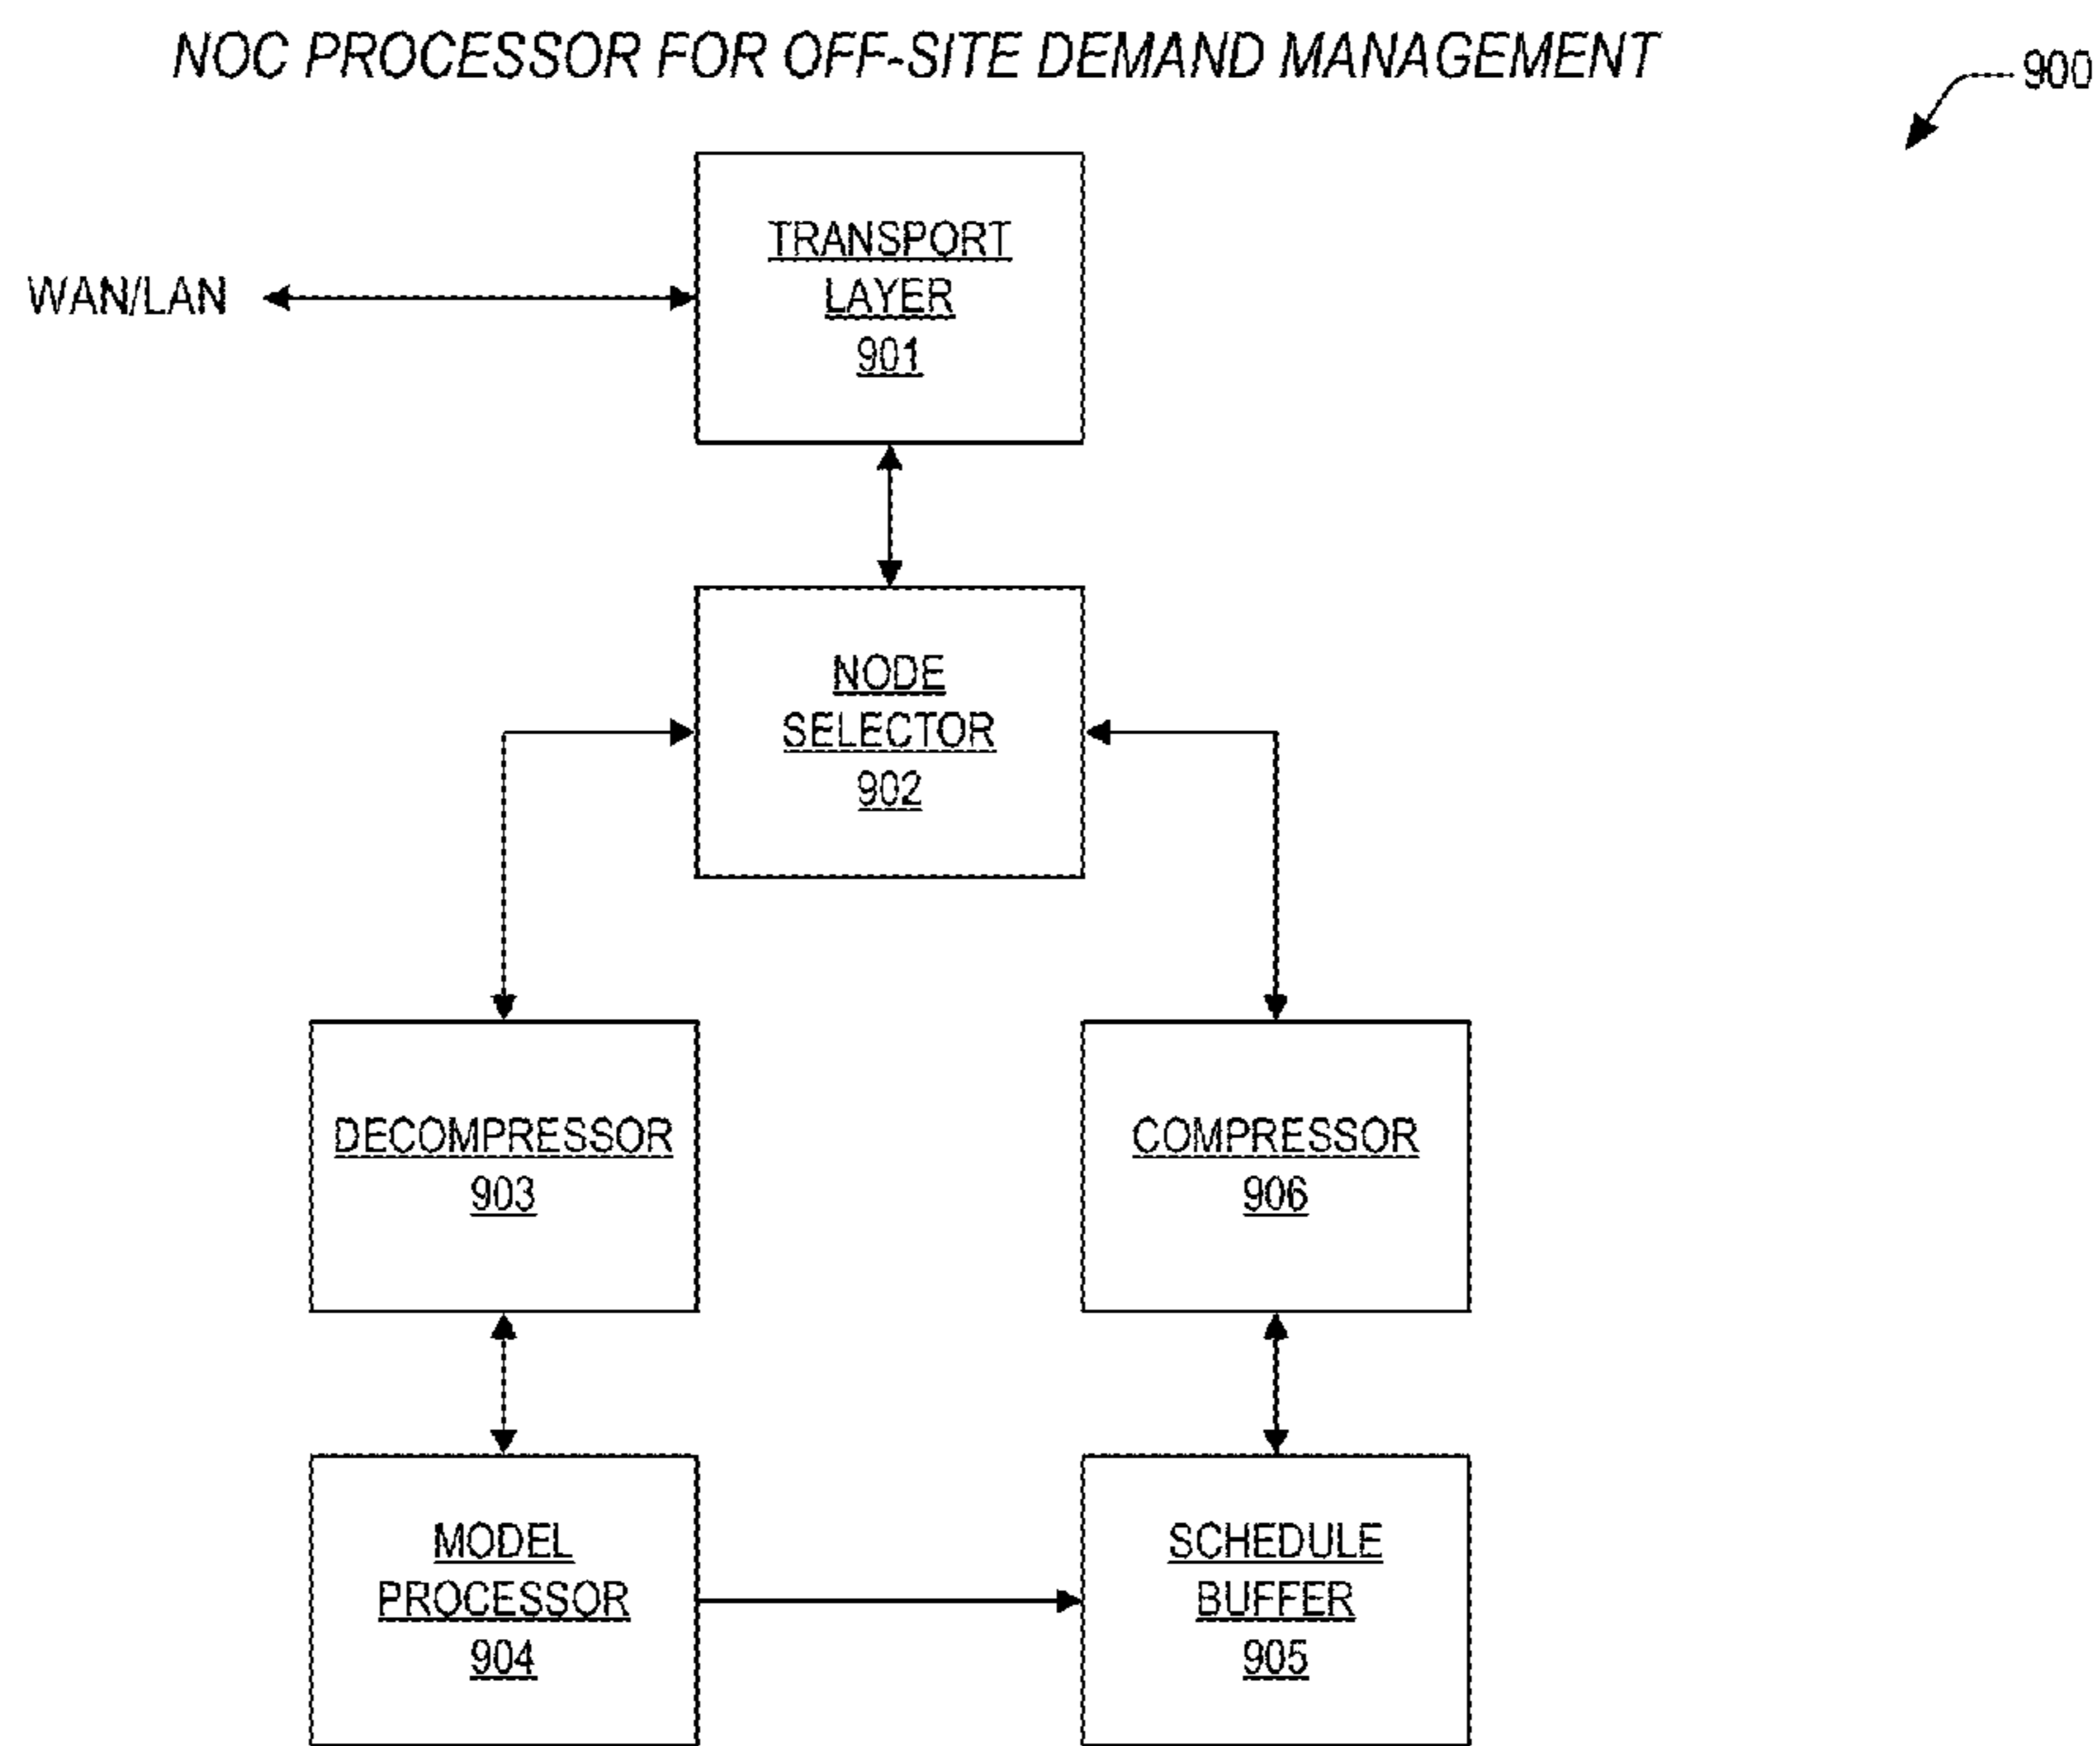 NOC PROCESSOR FOR OFF-SITE DEMAND MANAGEMENT
900
TRANSPORT
LAYER
901
WAN/LAN
NODE
SELECTOR
902
DECOMPRESSOR
903
COMPRESSOR
906
MODEL
PROCESSOR
904
SCHEDULE
BUFFER
905